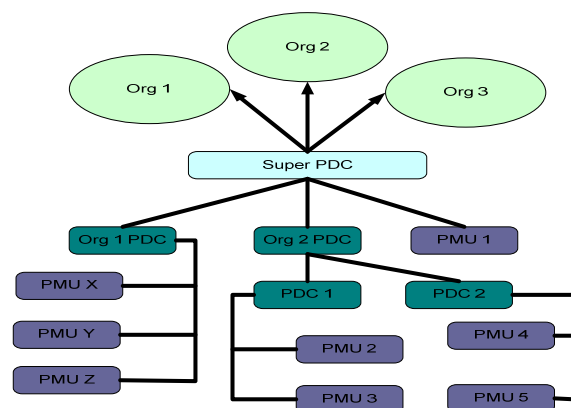 Org 2
Org 1
Org 3
Super PDC
Org 1 PDC
Org 2 PDC
PMU 1
PMU X
PDC 1
PDC 2
PMU Y
PMU 2
PMU 4
PMU Z
PMU 3
PMU 5